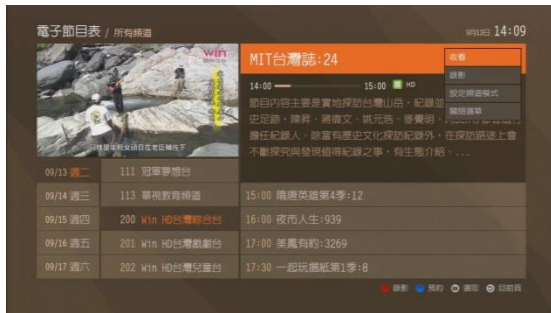 電子節目表 / 所有頻道
9月13日 14:09
win
MIT台灣誌:24
收看
錄影
設定頻道模式
關閉選單
14:00
15:00
HD
節目內容主要是實地探訪台灣山岳,紀錄並
史足跡。陳昇、蔣偉文、姚元浩、麥覺明、
擔任紀錄人。除富有歷史文化探訪紀錄外,在探訪路途上會
不斷探究與發現值得紀錄之事,有生態介紹、...
09/13 週二
111 冠軍夢想台
09/14 週三
113 華視教育頻道
15:00 隋唐英雄第4季:12
09/15 週四
200 Win HD台灣綜合台
16:00 夜市人生:939
09/16 週五
201 Win HD台灣戲劇台
17:00 美鳳有約:3269
09/17 週六
202 Win HD台灣兒童台
17:30 一起玩摺紙第1季:8
錄影 預約 選取 回前頁